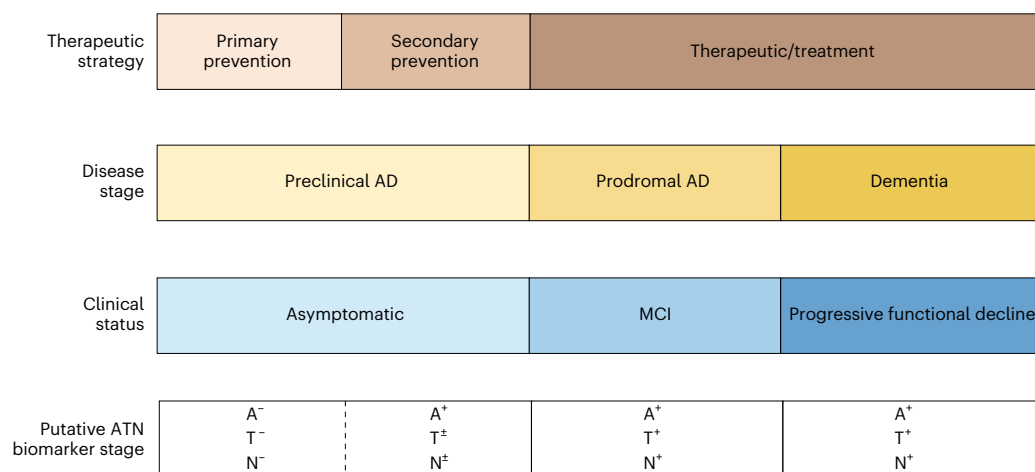 Therapeutic
strategy
Primary
prevention
Secondary
prevention
Therapeutic/treatment
Disease
stage
Preclinical AD
Prodromal AD
Dementia
Clinical
status
Asymptomatic
MCI
Progressive functional decline
Putative ATN
biomarker stage
A⁻
T⁻
N⁻
A⁺
T±
N±
A⁺
T⁺
N⁺
A⁺
T⁺
N⁺